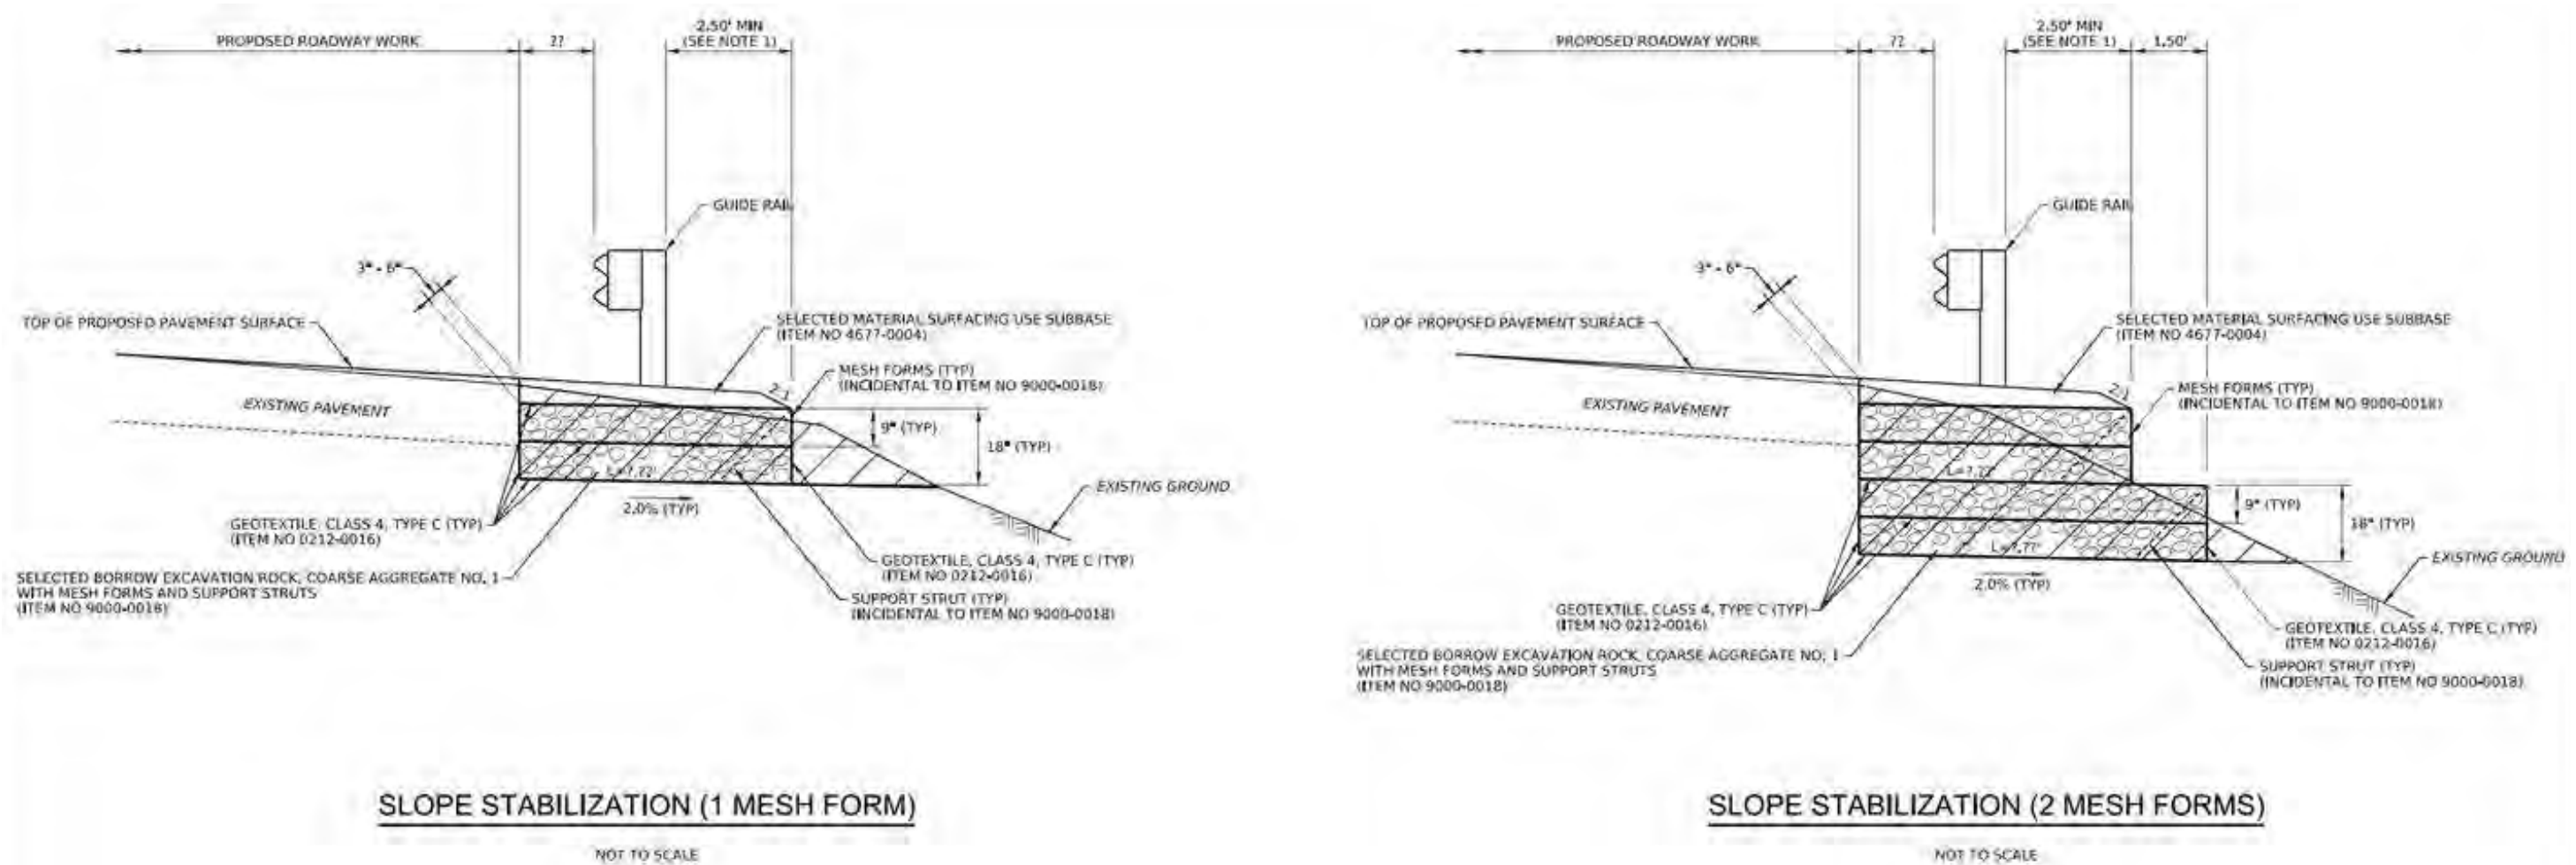 PROPOSED ROADWAY WORK
??
2.50' MIN
(SEE NOTE 1)
GUIDE RAIL
3" - 6"
TOP OF PROPOSED PAVEMENT SURFACE
SELECTED MATERIAL SURFACING USE SUBBASE
(ITEM NO 4677-0004)
2:1
MESH FORMS (TYP)
(INCIDENTAL TO ITEM NO 9000-0018)
EXISTING PAVEMENT
9" (TYP)
18" (TYP)
L=?.??'
EXISTING GROUND
2.0% (TYP)
GEOTEXTILE, CLASS 4, TYPE C (TYP)
(ITEM NO 0212-0016)
GEOTEXTILE, CLASS 4, TYPE C (TYP)
(ITEM NO 0212-0016)
SELECTED BORROW EXCAVATION ROCK, COARSE AGGREGATE NO. 1
WITH MESH FORMS AND SUPPORT STRUTS
(ITEM NO 9000-0018)
SUPPORT STRUT (TYP)
(INCIDENTAL TO ITEM NO 9000-0018)
SLOPE STABILIZATION (1 MESH FORM)
NOT TO SCALE
PROPOSED ROADWAY WORK
??
2.50' MIN
(SEE NOTE 1)
1.50'
GUIDE RAIL
3" - 6"
TOP OF PROPOSED PAVEMENT SURFACE
SELECTED MATERIAL SURFACING USE SUBBASE
(ITEM NO 4677-0004)
2:1
MESH FORMS (TYP)
(INCIDENTAL TO ITEM NO 9000-0018)
EXISTING PAVEMENT
L=?.??'
9" (TYP)
18" (TYP)
L=?.??'
EXISTING GROUND
2.0% (TYP)
GEOTEXTILE, CLASS 4, TYPE C (TYP)
(ITEM NO 0212-0016)
GEOTEXTILE, CLASS 4, TYPE C (TYP)
(ITEM NO 0212-0016)
SELECTED BORROW EXCAVATION ROCK, COARSE AGGREGATE NO. 1
WITH MESH FORMS AND SUPPORT STRUTS
(ITEM NO 9000-0018)
SUPPORT STRUT (TYP)
(INCIDENTAL TO ITEM NO 9000-0018)
SLOPE STABILIZATION (2 MESH FORMS)
NOT TO SCALE